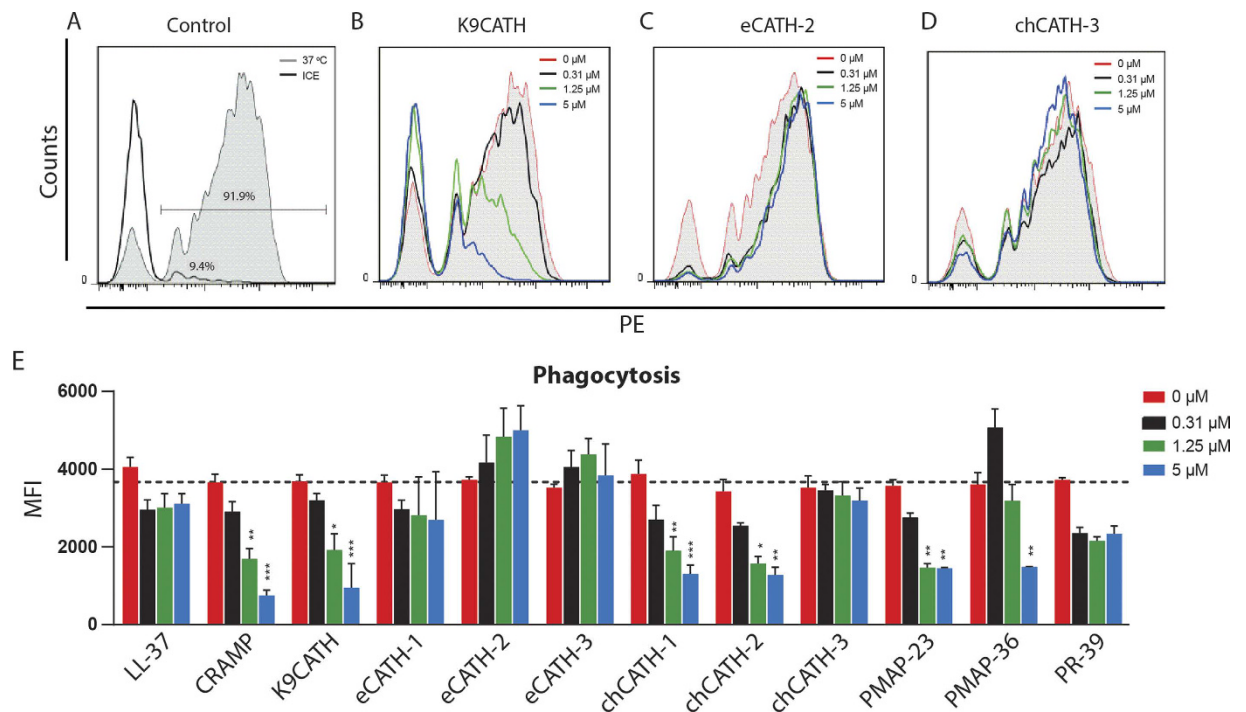 A
Control
37 ºC
ICE
91.9%
9.4%
0
B
K9CATH
0 µM
0.31 µM
1.25 µM
5 µM
0
C
eCATH-2
0 µM
0.31 µM
1.25 µM
5 µM
0
D
chCATH-3
0 µM
0.31 µM
1.25 µM
5 µM
0
Counts
PE
E
Phagocytosis
0 µM
0.31 µM
1.25 µM
5 µM
MFI
6000
4000
2000
0
** ***
* ***
** ***
* **
** **
**
LL-37
CRAMP
K9CATH
eCATH-1
eCATH-2
eCATH-3
chCATH-1
chCATH-2
chCATH-3
PMAP-23
PMAP-36
PR-39